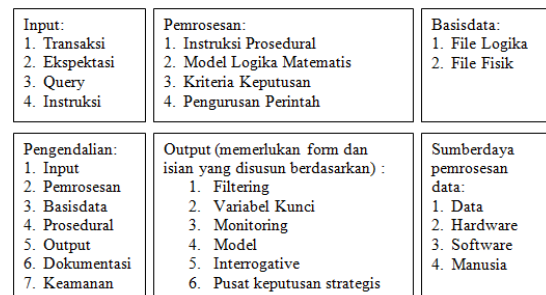 Input:
1. Transaksi
2. Ekspektasi
3. Query
4. Instruksi
Pemrosesan:
1. Instruksi Prosedural
2. Model Logika Matematis
3. Kriteria Keputusan
4. Pengurusan Perintah
Basisdata:
1. File Logika
2. File Fisik
Pengendalian:
1. Input
2. Pemrosesan
3. Basisdata
4. Prosedural
5. Output
6. Dokumentasi
7. Keamanan
Output (memerlukan form dan
isian yang disusun berdasarkan) :
1. Filtering
2. Variabel Kunci
3. Monitoring
4. Model
5. Interrogative
6. Pusat keputusan strategis
Sumberdaya
pemrosesan
data:
1. Data
2. Hardware
3. Software
4. Manusia